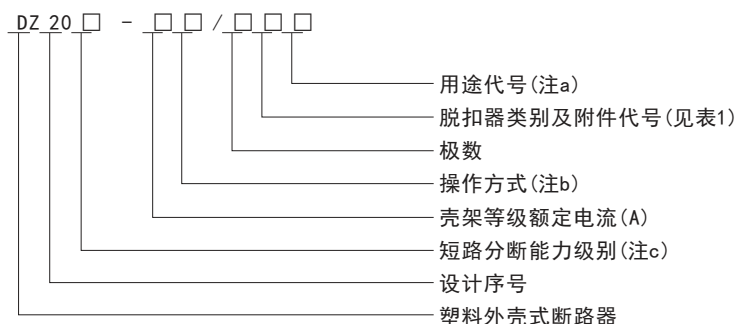 DZ 20 □ - □ □ / □ □ □
用途代号(注a)
脱扣器类别及附件代号(见表1)
极数
操作方式(注b)
壳架等级额定电流(A)
短路分断能力级别(注c)
设计序号
塑料外壳式断路器